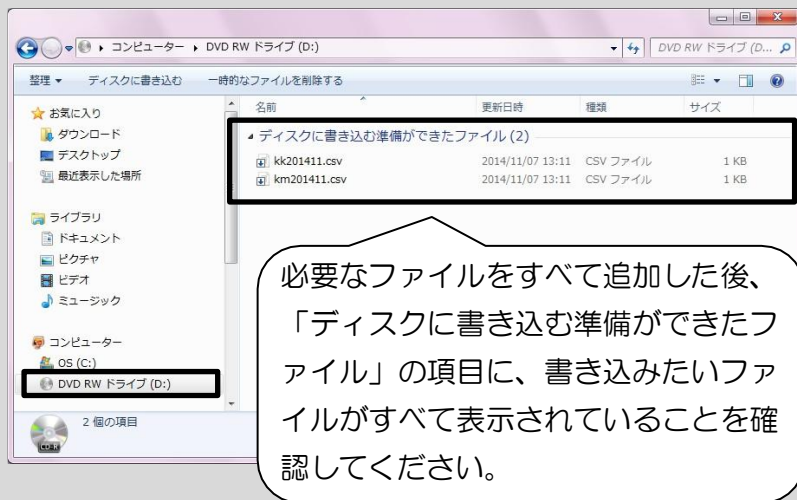 コンピューター ▸ DVD RW ドライブ (D:)
DVD RW ドライブ (D...
整理 ▼ ディスクに書き込む 一時的なファイルを削除する
お気に入り
ダウンロード
デスクトップ
最近表示した場所
ライブラリ
ドキュメント
ピクチャ
ビデオ
ミュージック
コンピューター
OS (C:)
DVD RW ドライブ (D:)
名前 更新日時 種類 サイズ
ディスクに書き込む準備ができたファイル (2)
kk201411.csv 2014/11/07 13:11 CSV ファイル 1 KB
km201411.csv 2014/11/07 13:11 CSV ファイル 1 KB
必要なファイルをすべて追加した後、
「ディスクに書き込む準備ができたフ
ァイル」の項目に、書き込みたいファ
イルがすべて表示されていることを確
認してください。
2 個の項目
CD-R